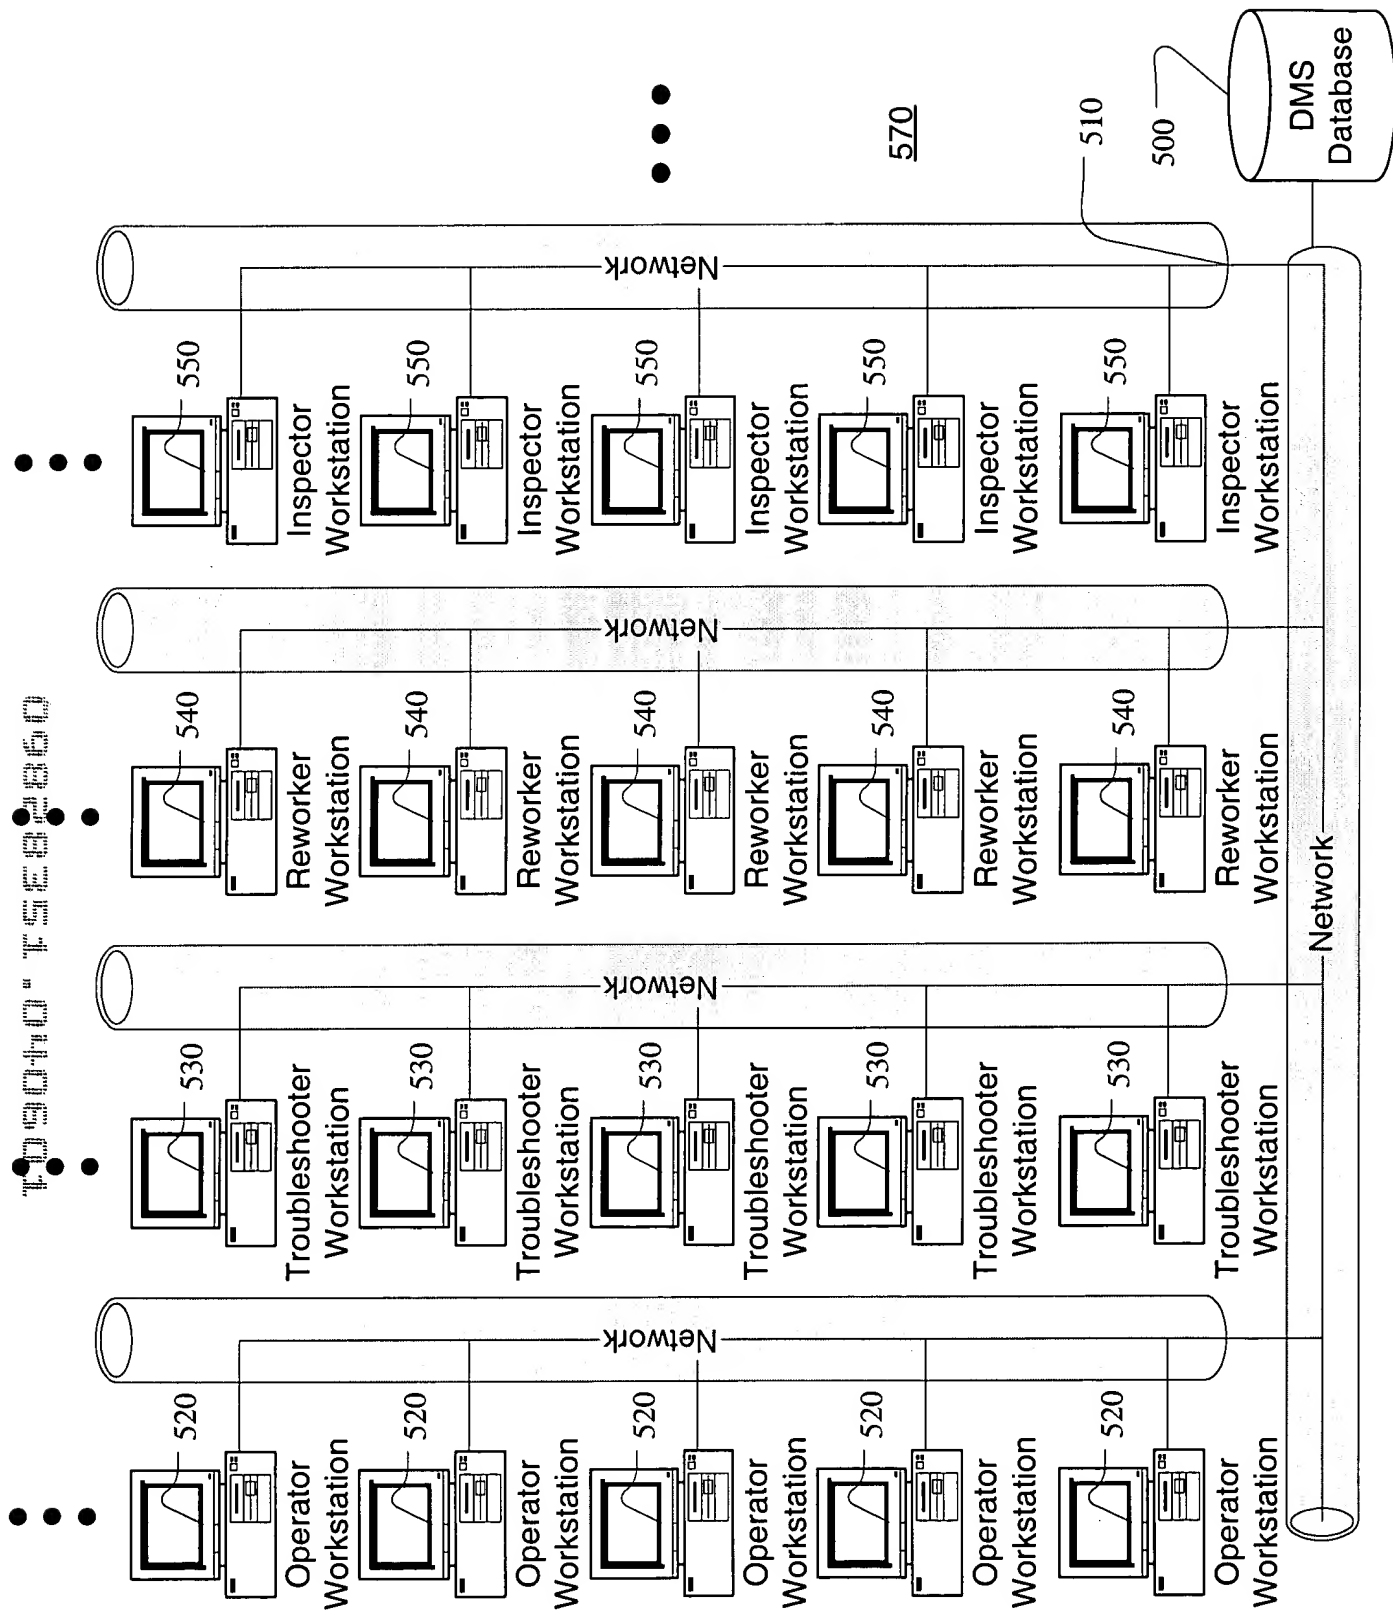 09828351.040901
520
Operator
Workstation
530
Troubleshooter
Workstation
540
Reworker
Workstation
550
Inspector
Workstation
520
Operator
Workstation
530
Troubleshooter
Workstation
540
Reworker
Workstation
550
Inspector
Workstation
520
Operator
Workstation
Network
530
Troubleshooter
Workstation
Network
540
Reworker
Workstation
Network
550
Inspector
Workstation
Network
520
Operator
Workstation
530
Troubleshooter
Workstation
540
Reworker
Workstation
550
Inspector
Workstation
570
520
Operator
Workstation
530
Troubleshooter
Workstation
540
Reworker
Workstation
550
Inspector
Workstation
510
500
Network
DMS
Database